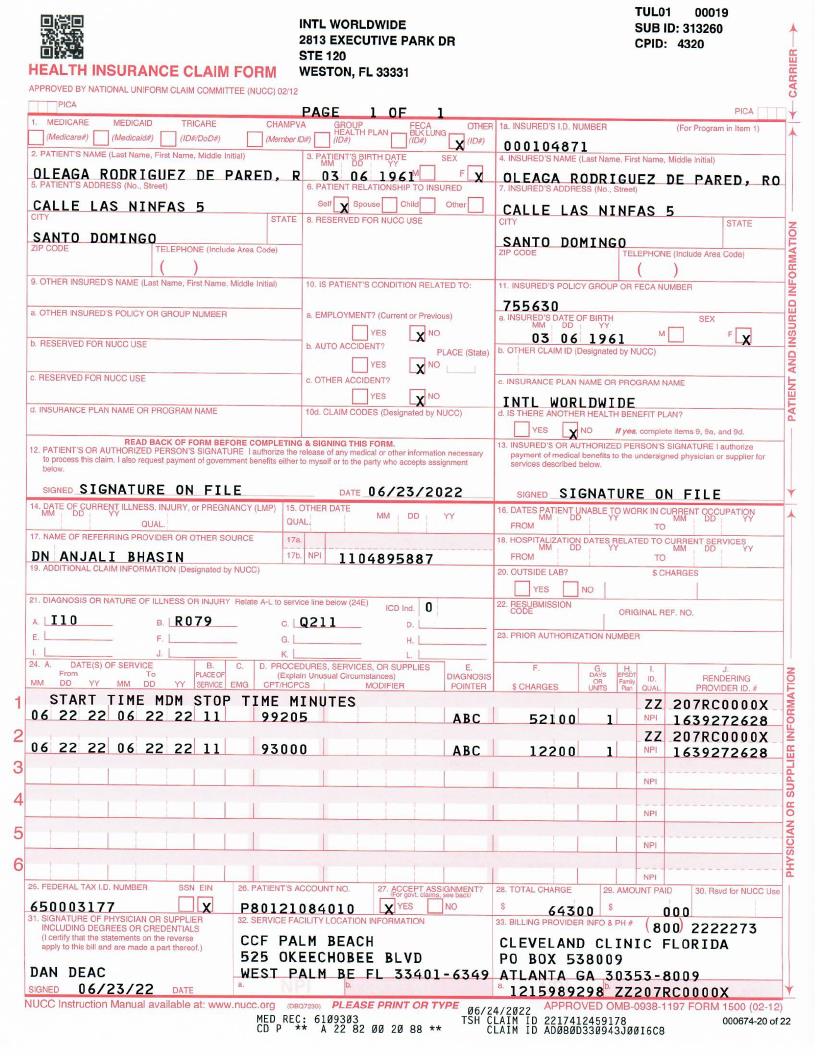 INTL WORLDWIDE
2813 EXECUTIVE PARK DR
STE 120
WESTON, FL 33331
TUL01 00019
SUB ID: 313260
CPID: 4320
HEALTH INSURANCE CLAIM FORM
APPROVED BY NATIONAL UNIFORM CLAIM COMMITTEE (NUCC) 02/12
PICA
PAGE 1 OF 1
PICA
CARRIER
1. MEDICARE MEDICAID TRICARE CHAMPVA GROUP HEALTH PLAN FECA BLK LUNG OTHER
(Medicare#) (Medicaid#) (ID#/DoD#) (Member ID#) (ID#) (ID#) X (ID#)
1a. INSURED'S I.D. NUMBER (For Program in Item 1)
000104871
2. PATIENT'S NAME (Last Name, First Name, Middle Initial)
OLEAGA RODRIGUEZ DE PARED, R
3. PATIENT'S BIRTH DATE SEX
MM DD YY
03 06 1961 M F X
4. INSURED'S NAME (Last Name, First Name, Middle Initial)
OLEAGA RODRIGUEZ DE PARED, RO
5. PATIENT'S ADDRESS (No., Street)
CALLE LAS NINFAS 5
6. PATIENT RELATIONSHIP TO INSURED
Self X Spouse Child Other
7. INSURED'S ADDRESS (No., Street)
CALLE LAS NINFAS 5
CITY STATE
SANTO DOMINGO
8. RESERVED FOR NUCC USE
CITY STATE
SANTO DOMINGO
ZIP CODE TELEPHONE (Include Area Code)
( )
ZIP CODE TELEPHONE (Include Area Code)
( )
9. OTHER INSURED'S NAME (Last Name, First Name, Middle Initial)
10. IS PATIENT'S CONDITION RELATED TO:
11. INSURED'S POLICY GROUP OR FECA NUMBER
755630
a. OTHER INSURED'S POLICY OR GROUP NUMBER
a. EMPLOYMENT? (Current or Previous)
YES X NO
a. INSURED'S DATE OF BIRTH SEX
MM DD YY
03 06 1961 M F X
b. RESERVED FOR NUCC USE
b. AUTO ACCIDENT? PLACE (State)
YES X NO
b. OTHER CLAIM ID (Designated by NUCC)
c. RESERVED FOR NUCC USE
c. OTHER ACCIDENT?
YES X NO
c. INSURANCE PLAN NAME OR PROGRAM NAME
INTL WORLDWIDE
d. INSURANCE PLAN NAME OR PROGRAM NAME
10d. CLAIM CODES (Designated by NUCC)
d. IS THERE ANOTHER HEALTH BENEFIT PLAN?
YES X NO If yes, complete items 9, 9a, and 9d.
READ BACK OF FORM BEFORE COMPLETING & SIGNING THIS FORM.
12. PATIENT'S OR AUTHORIZED PERSON'S SIGNATURE I authorize the release of any medical or other information necessary
to process this claim. I also request payment of government benefits either to myself or to the party who accepts assignment
below.
SIGNED SIGNATURE ON FILE DATE 06/23/2022
13. INSURED'S OR AUTHORIZED PERSON'S SIGNATURE I authorize
payment of medical benefits to the undersigned physician or supplier for
services described below.
SIGNED SIGNATURE ON FILE
PATIENT AND INSURED INFORMATION
14. DATE OF CURRENT ILLNESS, INJURY, or PREGNANCY (LMP)
MM DD YY
QUAL.
15. OTHER DATE
QUAL. MM DD YY
16. DATES PATIENT UNABLE TO WORK IN CURRENT OCCUPATION
MM DD YY MM DD YY
FROM TO
17. NAME OF REFERRING PROVIDER OR OTHER SOURCE
DN ANJALI BHASIN
17a.
17b. NPI 1104895887
18. HOSPITALIZATION DATES RELATED TO CURRENT SERVICES
MM DD YY MM DD YY
FROM TO
19. ADDITIONAL CLAIM INFORMATION (Designated by NUCC)
20. OUTSIDE LAB? $ CHARGES
YES NO
21. DIAGNOSIS OR NATURE OF ILLNESS OR INJURY Relate A-L to service line below (24E) ICD Ind. 0
A. I10 B. R079 C. Q211 D.
E. F. G. H.
I. J. K. L.
22. RESUBMISSION CODE ORIGINAL REF. NO.
23. PRIOR AUTHORIZATION NUMBER
24. A. DATE(S) OF SERVICE B. C. D. PROCEDURES, SERVICES, OR SUPPLIES E. F. G. H. I. J.
From To PLACE OF (Explain Unusual Circumstances) DIAGNOSIS DAYS OR EPSDT Family ID. RENDERING
MM DD YY MM DD YY SERVICE EMG CPT/HCPCS MODIFIER POINTER $ CHARGES UNITS Plan QUAL. PROVIDER ID. #
1 START TIME MDM STOP TIME MINUTES ZZ 207RC0000X
06 22 22 06 22 22 11 99205 ABC 52100 1 NPI 1639272628
2 ZZ 207RC0000X
06 22 22 06 22 22 11 93000 ABC 12200 1 NPI 1639272628
3
NPI
4
NPI
5
NPI
6
NPI
25. FEDERAL TAX I.D. NUMBER SSN EIN
650003177 X
26. PATIENT'S ACCOUNT NO.
P80121084010
27. ACCEPT ASSIGNMENT?
(For govt. claims, see back)
X YES NO
28. TOTAL CHARGE
$ 64300
29. AMOUNT PAID
$ 000
30. Rsvd for NUCC Use
31. SIGNATURE OF PHYSICIAN OR SUPPLIER
INCLUDING DEGREES OR CREDENTIALS
(I certify that the statements on the reverse
apply to this bill and are made a part thereof.)
DAN DEAC
SIGNED 06/23/22 DATE
32. SERVICE FACILITY LOCATION INFORMATION
CCF PALM BEACH
525 OKEECHOBEE BLVD
WEST PALM BE FL 33401-6349
a. NPI b.
33. BILLING PROVIDER INFO & PH # (800) 2222273
CLEVELAND CLINIC FLORIDA
PO BOX 538009
ATLANTA GA 30353-8009
a. 1215989298 b. ZZ207RC0000X
PHYSICIAN OR SUPPLIER INFORMATION
NUCC Instruction Manual available at: www.nucc.org (DBQ7230) PLEASE PRINT OR TYPE APPROVED OMB-0938-1197 FORM 1500 (02-12)
06/24/2022
MED REC: 6109303 TSH CLAIM ID 2217412459178
CD P ** A 22 82 00 20 88 ** CLAIM ID AD0B0D330943J00I6C8
000674-20 of 22